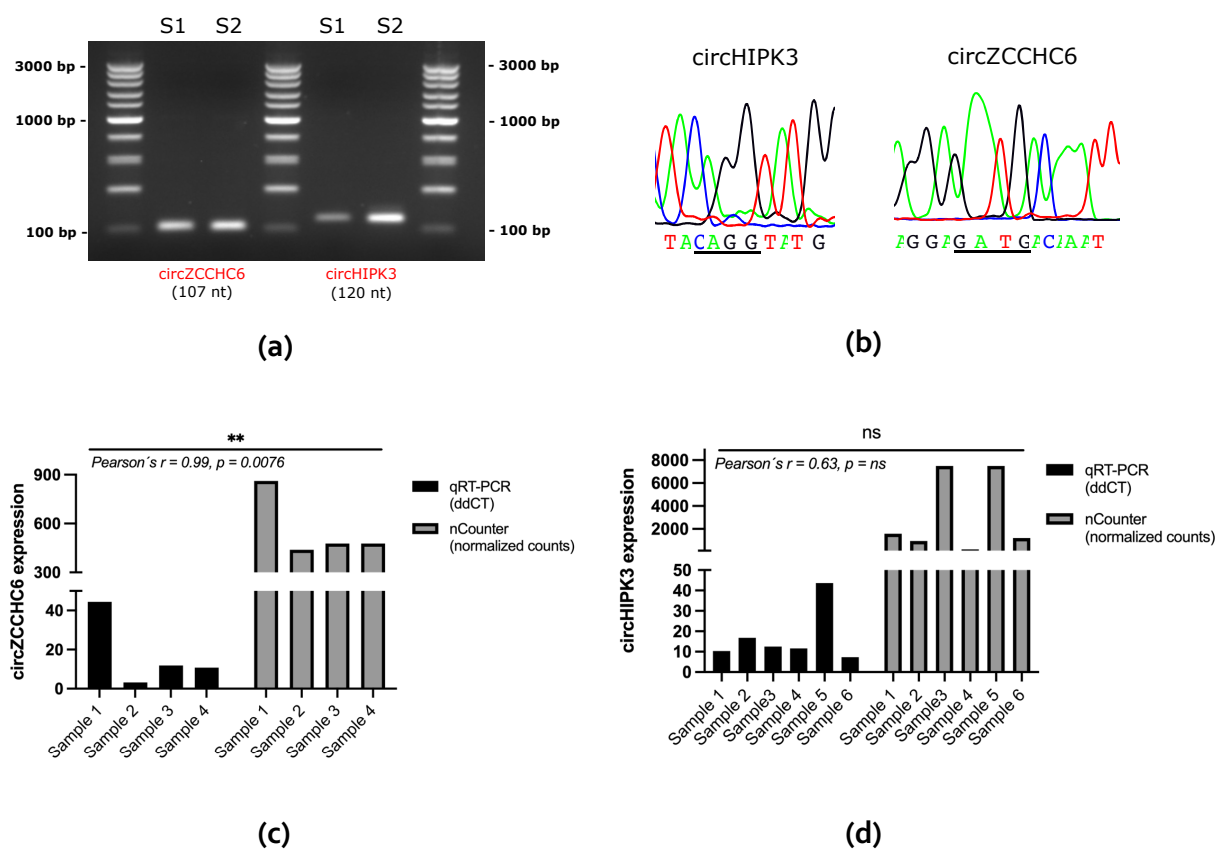 S1 S2 S1 S2
3000 bp - - 3000 bp
1000 bp - - 1000 bp
100 bp - - 100 bp
circZCCHC6 circHIPK3
(107 nt) (120 nt)
(a)
circHIPK3 circZCCHC6
TACAGGTATG AGGAGATGACAAAT
(b)
**
Pearson´s r = 0.99, p = 0.0076
circZCCHC6 expression
900
600
300
40
20
0
Sample 1 Sample 2 Sample 3 Sample 4 Sample 1 Sample 2 Sample 3 Sample 4
qRT-PCR
(ddCT)
nCounter
(normalized counts)
(c)
ns
Pearson´s r = 0.63, p = ns
circHIPK3 expression
8000
6000
4000
2000
50
40
30
20
10
0
Sample 1 Sample 2 Sample3 Sample 4 Sample 5 Sample 6 Sample 1 Sample 2 Sample3 Sample 4 Sample 5 Sample 6
qRT-PCR
(ddCT)
nCounter
(normalized counts)
(d)